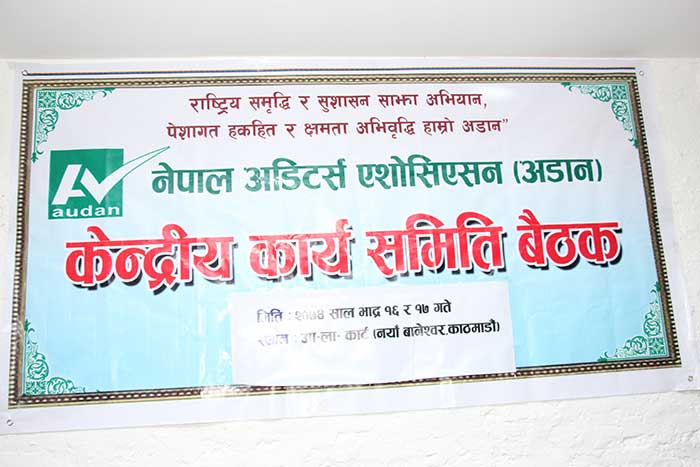 राष्ट्रिय समृद्धि र सुशासन साझा अभियान,
पेशागत हकहित र क्षमता अभिवृद्धि हाम्रो अडान”
audan
नेपाल अडिटर्स एशोसिएसन (अडान)
केन्द्रीय कार्य समिति बैठक
मिति : २०७४ साल भाद्र १६ र १७ गते
स्थान : आ-ला- कार्ट (नयाँ बानेश्वर,काठमाडौं)